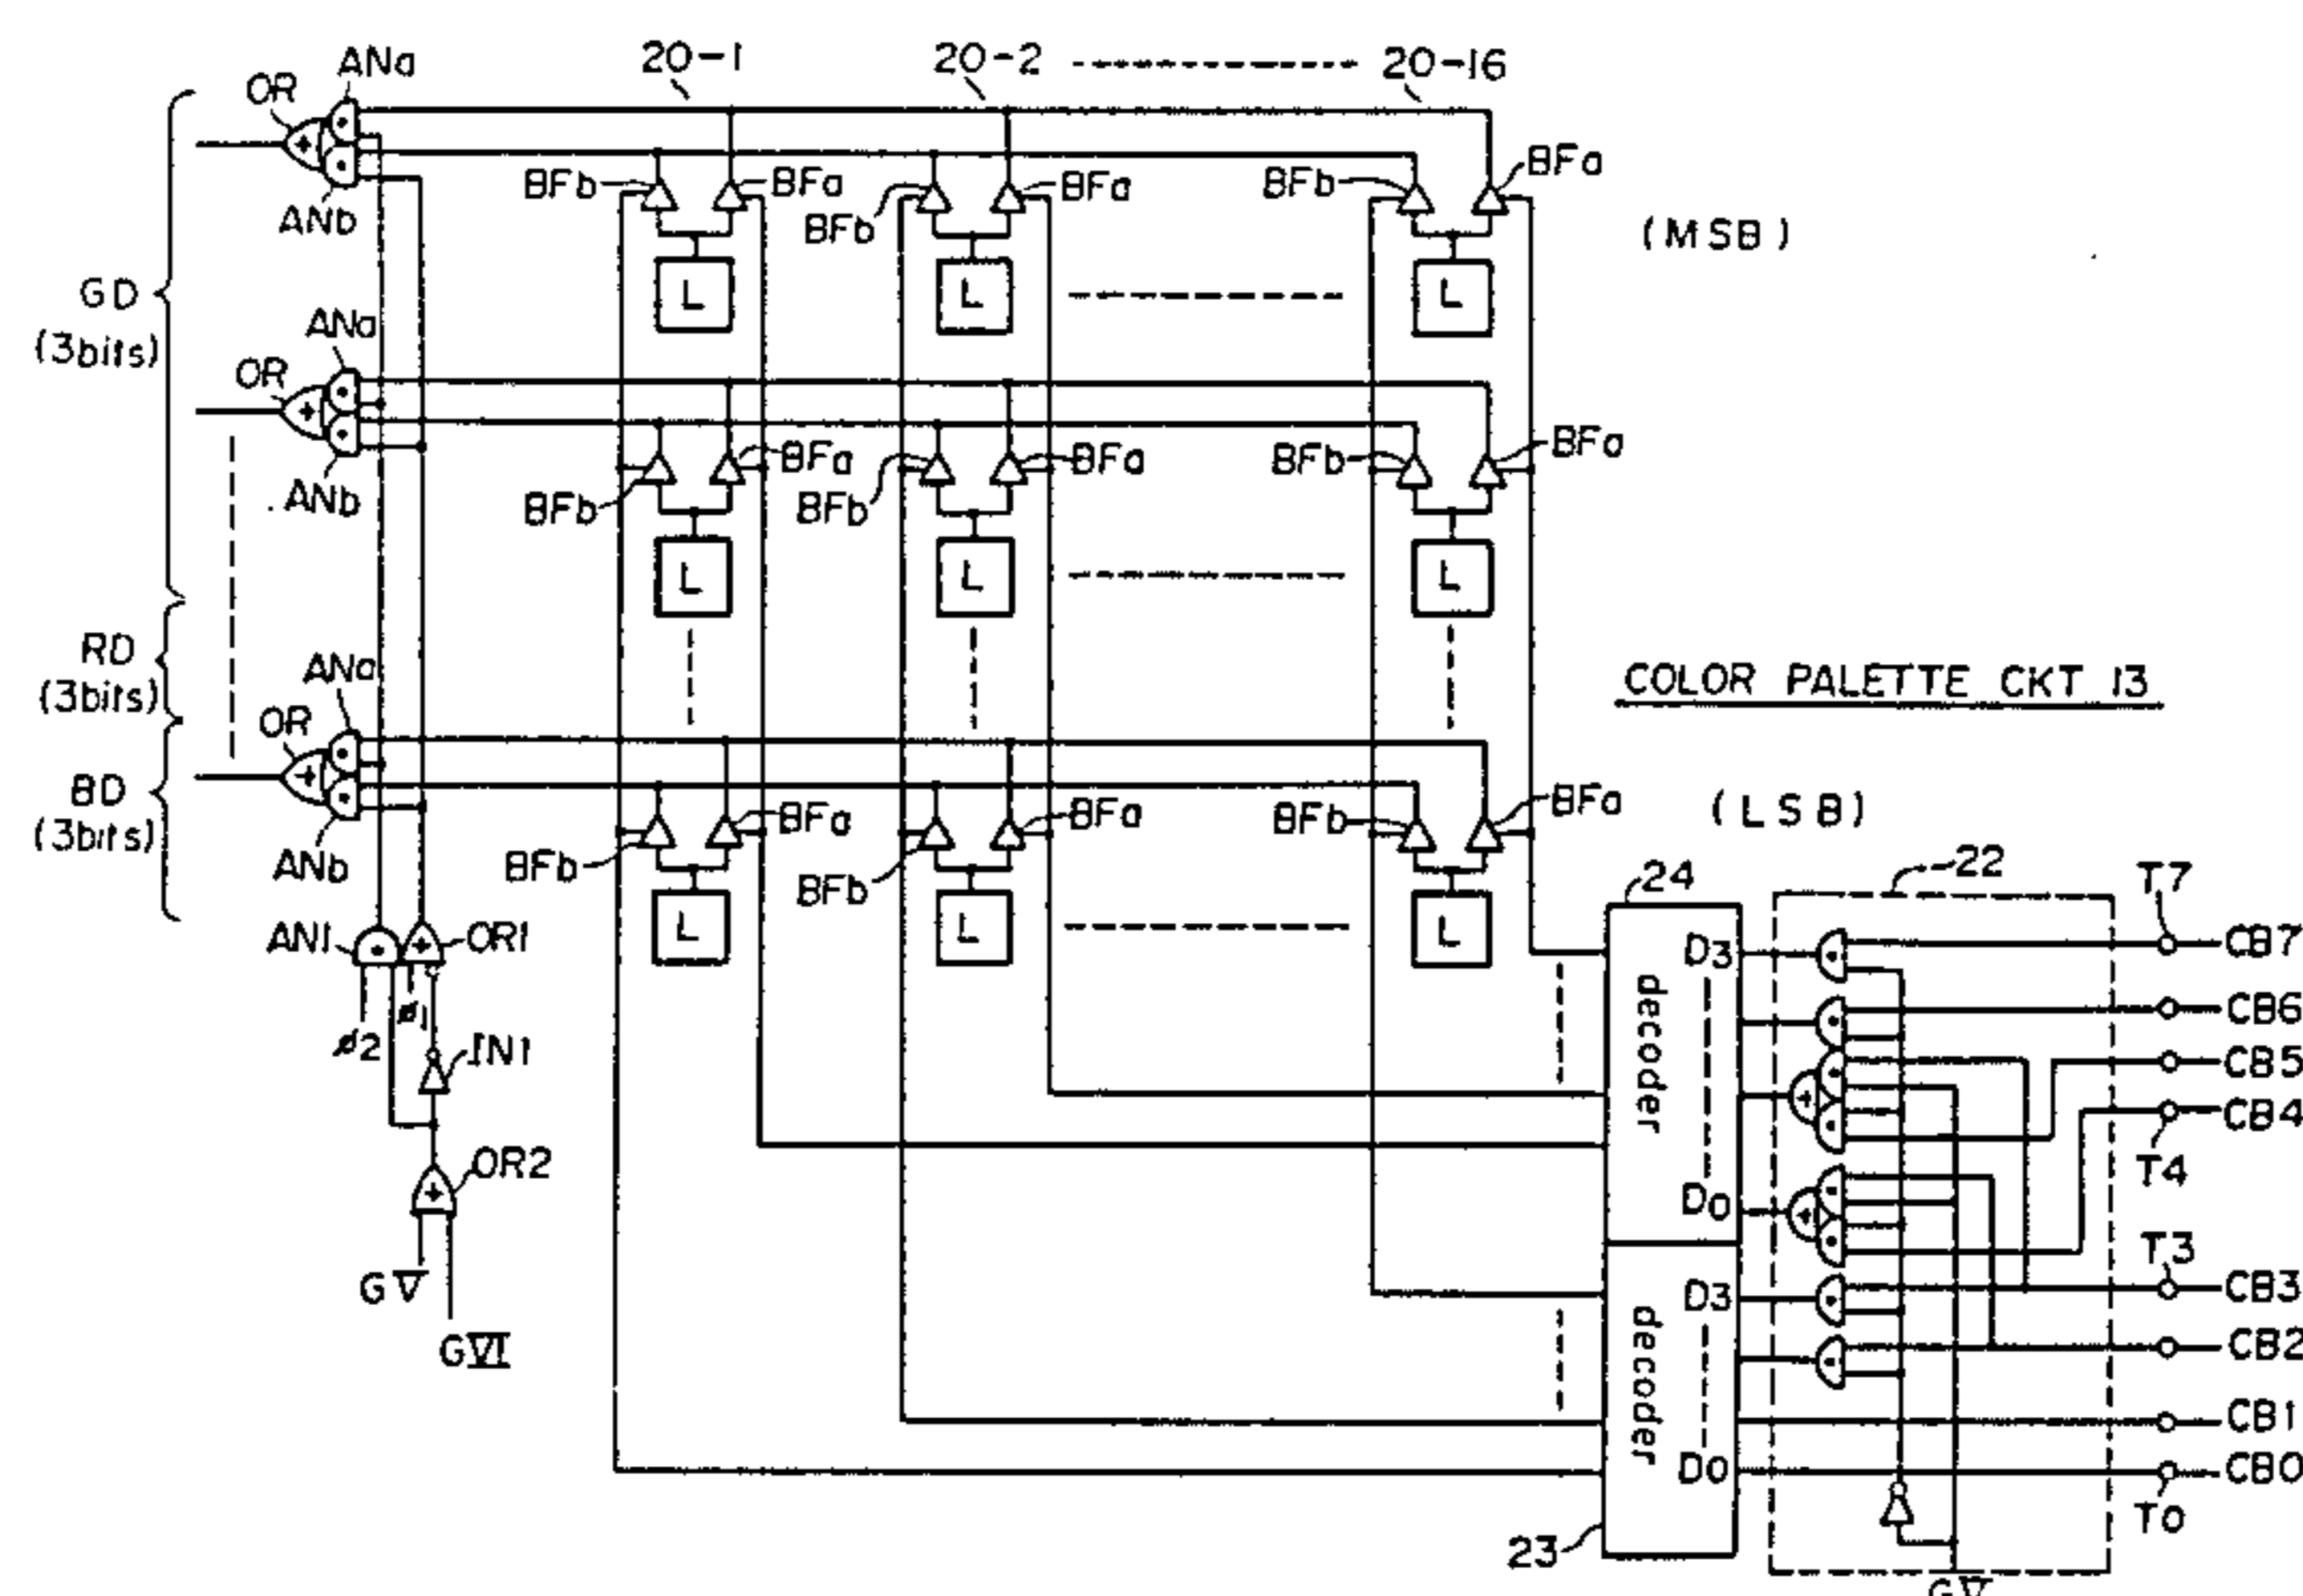 20-1 20-2 20-16
OR ANa
BFb BFa BFb BFa BFb BFa
ANb
(MSB)
GD
(3bits)
L L L
ANa
OR
ANb
BFb BFa BFb BFa BFb BFa
L L L
RD
(3bits)
COLOR PALETTE CKT 13
ANa
OR
BD
(3bits)
ANb
BFb BFa BFb BFa BFb BFa
(LSB)
L L L
AN1 OR1
ø2 ø1
IN1
OR2
GV
GVI
24 22
decoder
D3
D0
decoder
D3
D0
23
T7
CB7
CB6
CB5
CB4
T4
T3
CB3
CB2
CB1
CB0
T0
GV